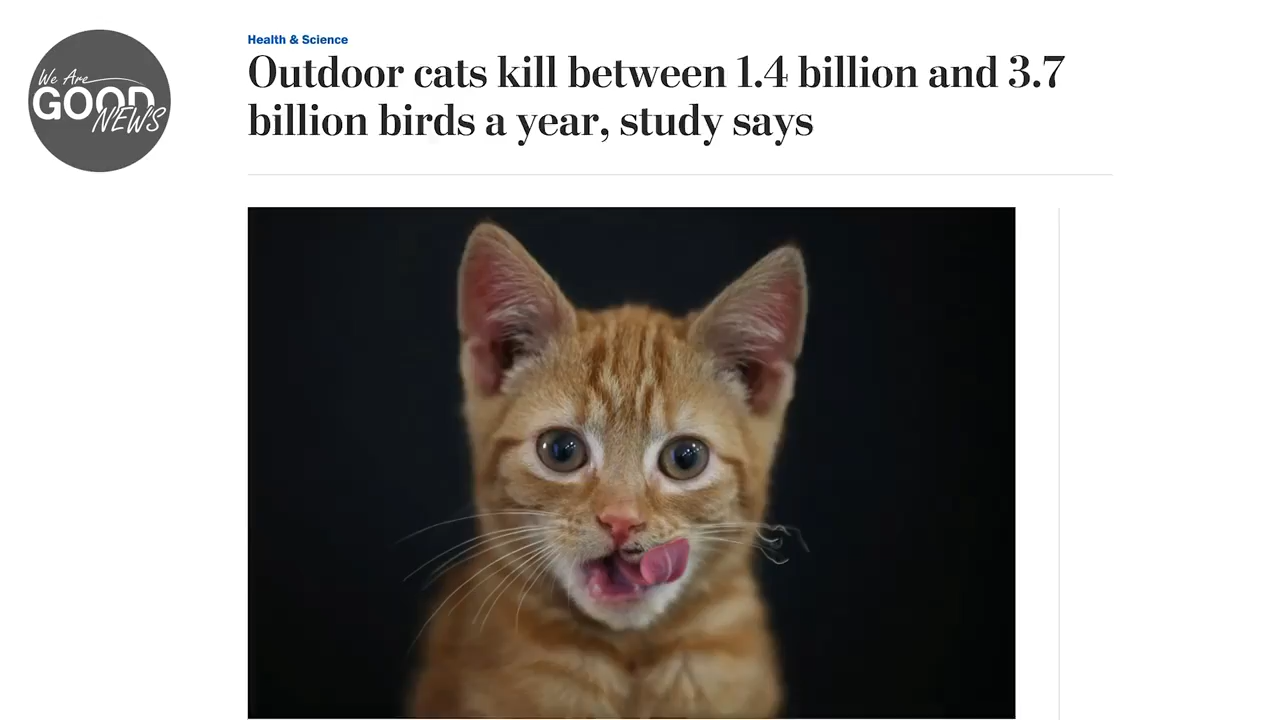 We Are
GOOD
NEWS
Health & Science
Outdoor cats kill between 1.4 billion and 3.7
billion birds a year, study says